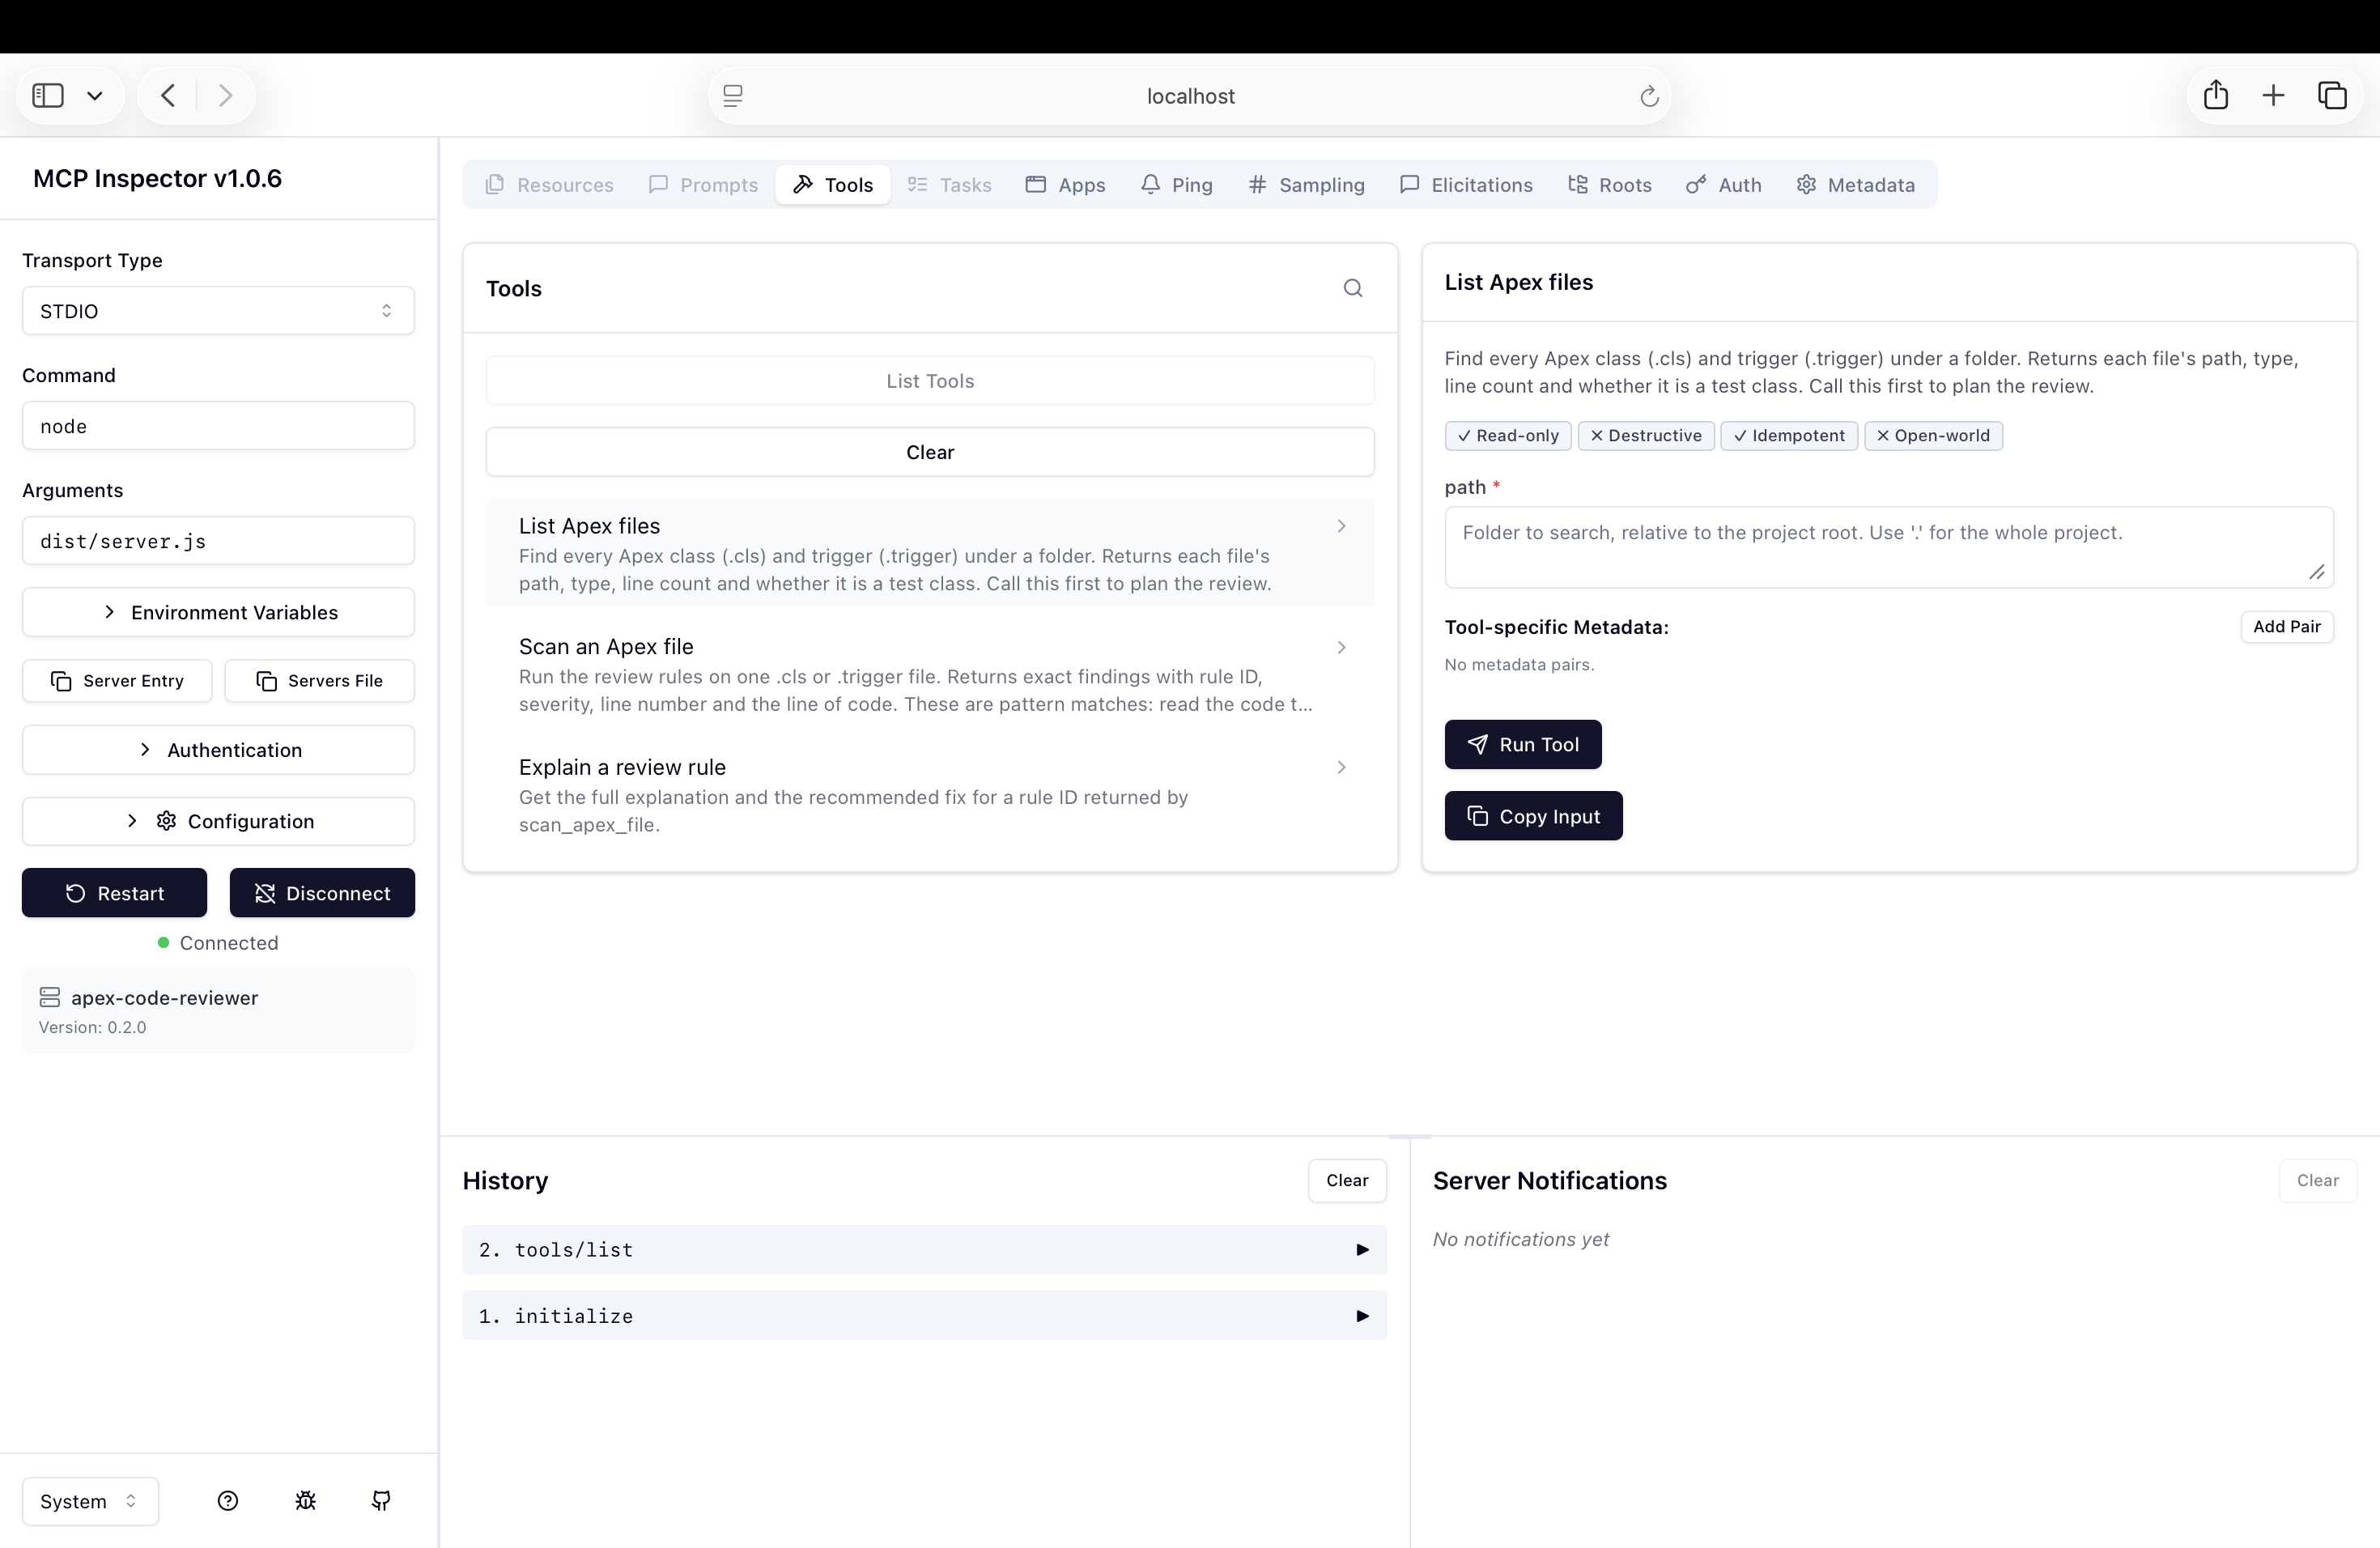 localhost
MCP Inspector v1.0.6
Transport Type
STDIO
Command
node
Arguments
dist/server.js
Environment Variables
Server Entry
Servers File
Authentication
Configuration
Restart
Disconnect
Connected
apex-code-reviewer
Version: 0.2.0
System
Resources
Prompts
Tools
Tasks
Apps
Ping
Sampling
Elicitations
Roots
Auth
Metadata
Tools
List Tools
Clear
List Apex files
Find every Apex class (.cls) and trigger (.trigger) under a folder. Returns each file's
path, type, line count and whether it is a test class. Call this first to plan the review.
Scan an Apex file
Run the review rules on one .cls or .trigger file. Returns exact findings with rule ID,
severity, line number and the line of code. These are pattern matches: read the code t...
Explain a review rule
Get the full explanation and the recommended fix for a rule ID returned by
scan_apex_file.
List Apex files
Find every Apex class (.cls) and trigger (.trigger) under a folder. Returns each file's path, type,
line count and whether it is a test class. Call this first to plan the review.
✓ Read-only
✕ Destructive
✓ Idempotent
✕ Open-world
path *
Folder to search, relative to the project root. Use '.' for the whole project.
Tool-specific Metadata:
Add Pair
No metadata pairs.
Run Tool
Copy Input
History
Clear
2. tools/list
1. initialize
Server Notifications
Clear
No notifications yet